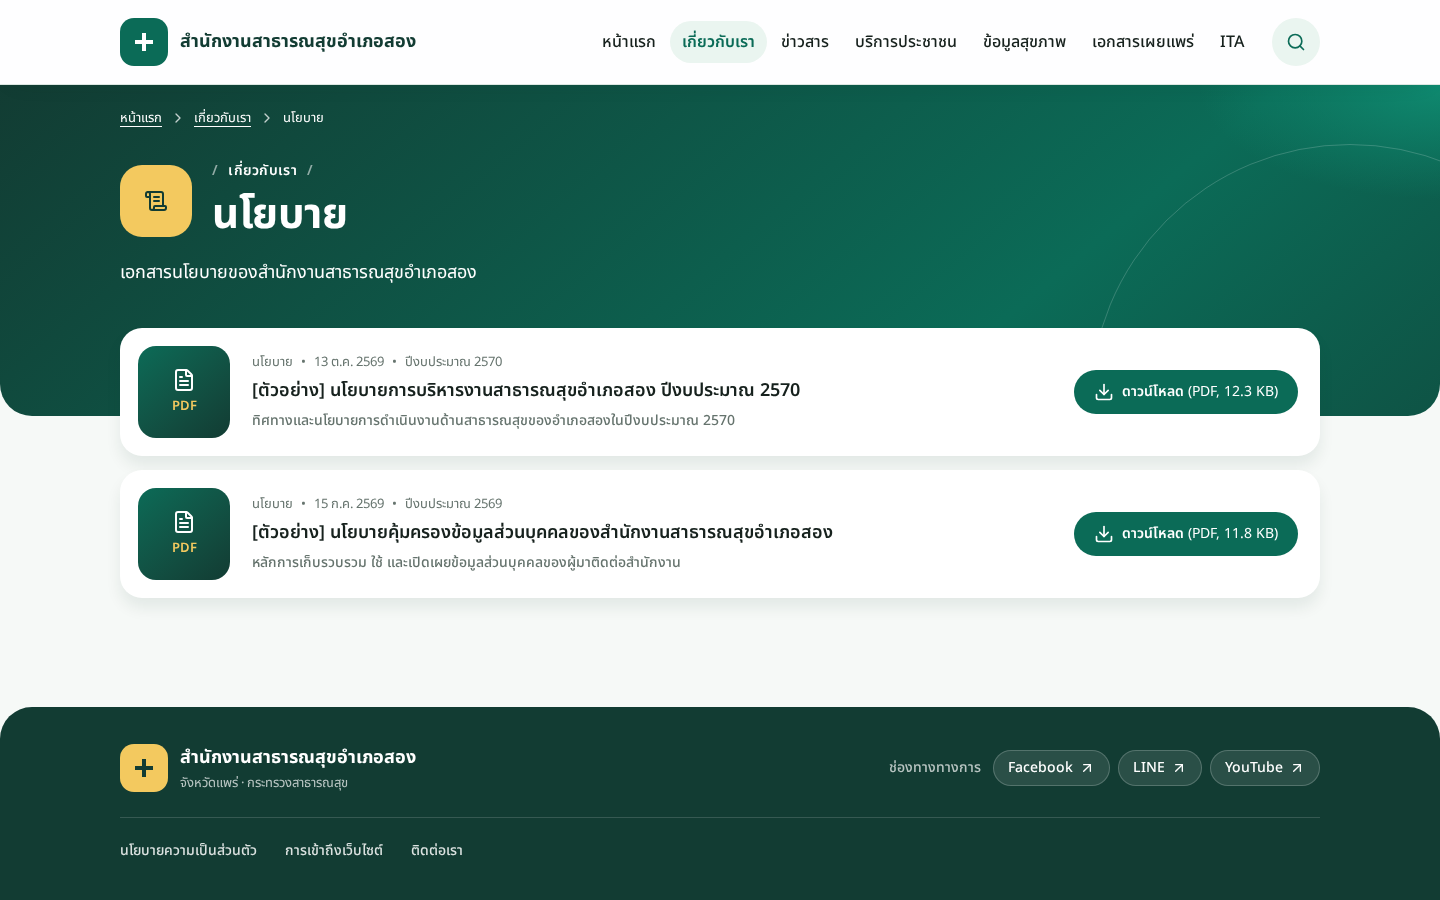 สำนักงานสาธารณสุขอำเภอสอง
หน้าแรก เกี่ยวกับเรา ข่าวสาร บริการประชาชน ข้อมูลสุขภาพ เอกสารเผยแพร่ ITA
หน้าแรก > เกี่ยวกับเรา > นโยบาย
/ เกี่ยวกับเรา /
นโยบาย
เอกสารนโยบายของสำนักงานสาธารณสุขอำเภอสอง
PDF
นโยบาย • 13 ต.ค. 2569 • ปีงบประมาณ 2570
[ตัวอย่าง] นโยบายการบริหารงานสาธารณสุขอำเภอสอง ปีงบประมาณ 2570
ทิศทางและนโยบายการดำเนินงานด้านสาธารณสุขของอำเภอสองในปีงบประมาณ 2570
ดาวน์โหลด (PDF, 12.3 KB)
PDF
นโยบาย • 15 ก.ค. 2569 • ปีงบประมาณ 2569
[ตัวอย่าง] นโยบายคุ้มครองข้อมูลส่วนบุคคลของสำนักงานสาธารณสุขอำเภอสอง
หลักการเก็บรวบรวม ใช้ และเปิดเผยข้อมูลส่วนบุคคลของผู้มาติดต่อสำนักงาน
ดาวน์โหลด (PDF, 11.8 KB)
สำนักงานสาธารณสุขอำเภอสอง
จังหวัดแพร่ · กระทรวงสาธารณสุข
ช่องทางทางการ Facebook LINE YouTube
นโยบายความเป็นส่วนตัว การเข้าถึงเว็บไซต์ ติดต่อเรา